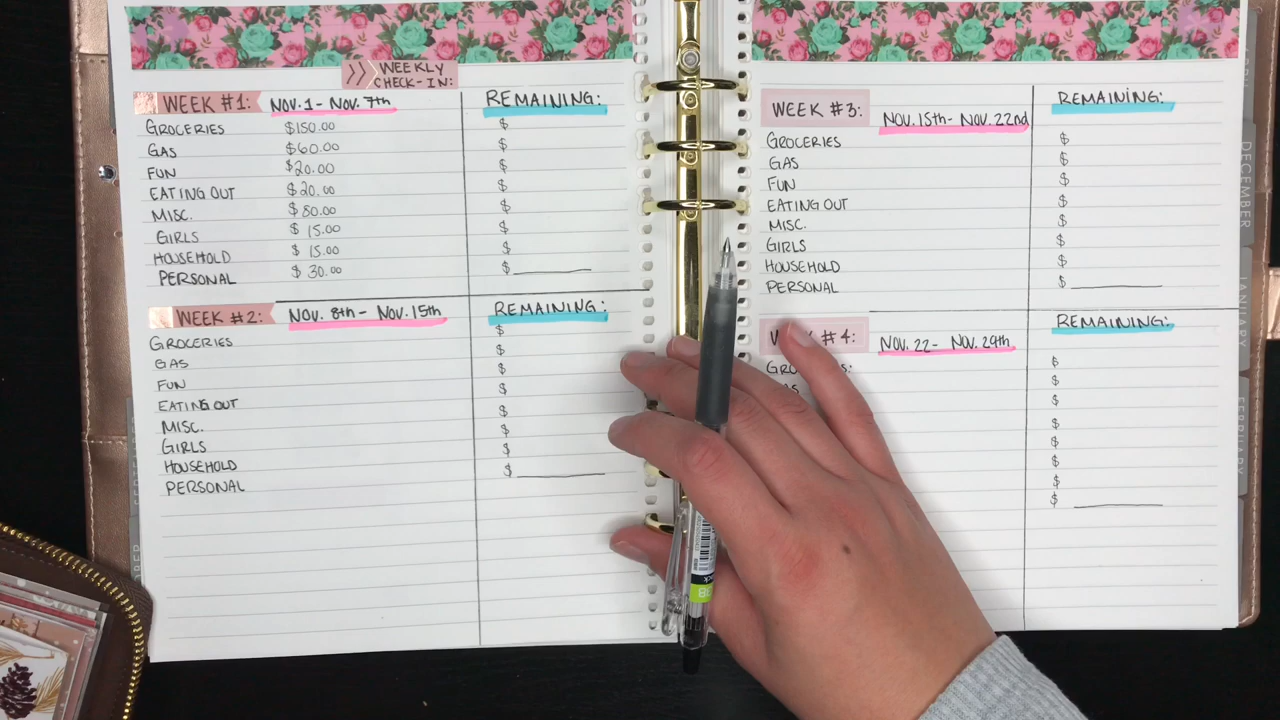 WEEKLY
CHECK-IN:
WEEK #1: NOV. 1 - NOV. 7th REMAINING:
GROCERIES $150.00 $
GAS $60.00 $
FUN $20.00 $
EATING OUT $20.00 $
MISC. $50.00 $
GIRLS $15.00 $
HOUSEHOLD $15.00 $
PERSONAL $30.00 $
WEEK #2: NOV. 8th - NOV. 15th REMAINING:
GROCERIES $
GAS $
FUN $
EATING OUT $
MISC. $
GIRLS $
HOUSEHOLD $
PERSONAL $
WEEK #3: NOV. 15th - NOV. 22nd REMAINING:
GROCERIES $
GAS $
FUN $
EATING OUT $
MISC. $
GIRLS $
HOUSEHOLD $
PERSONAL $
#4: NOV. 22 - NOV. 29th REMAINING:
$
$
$
$
$
$
$
$
DECEMBER
JANUARY
FEBRUARY